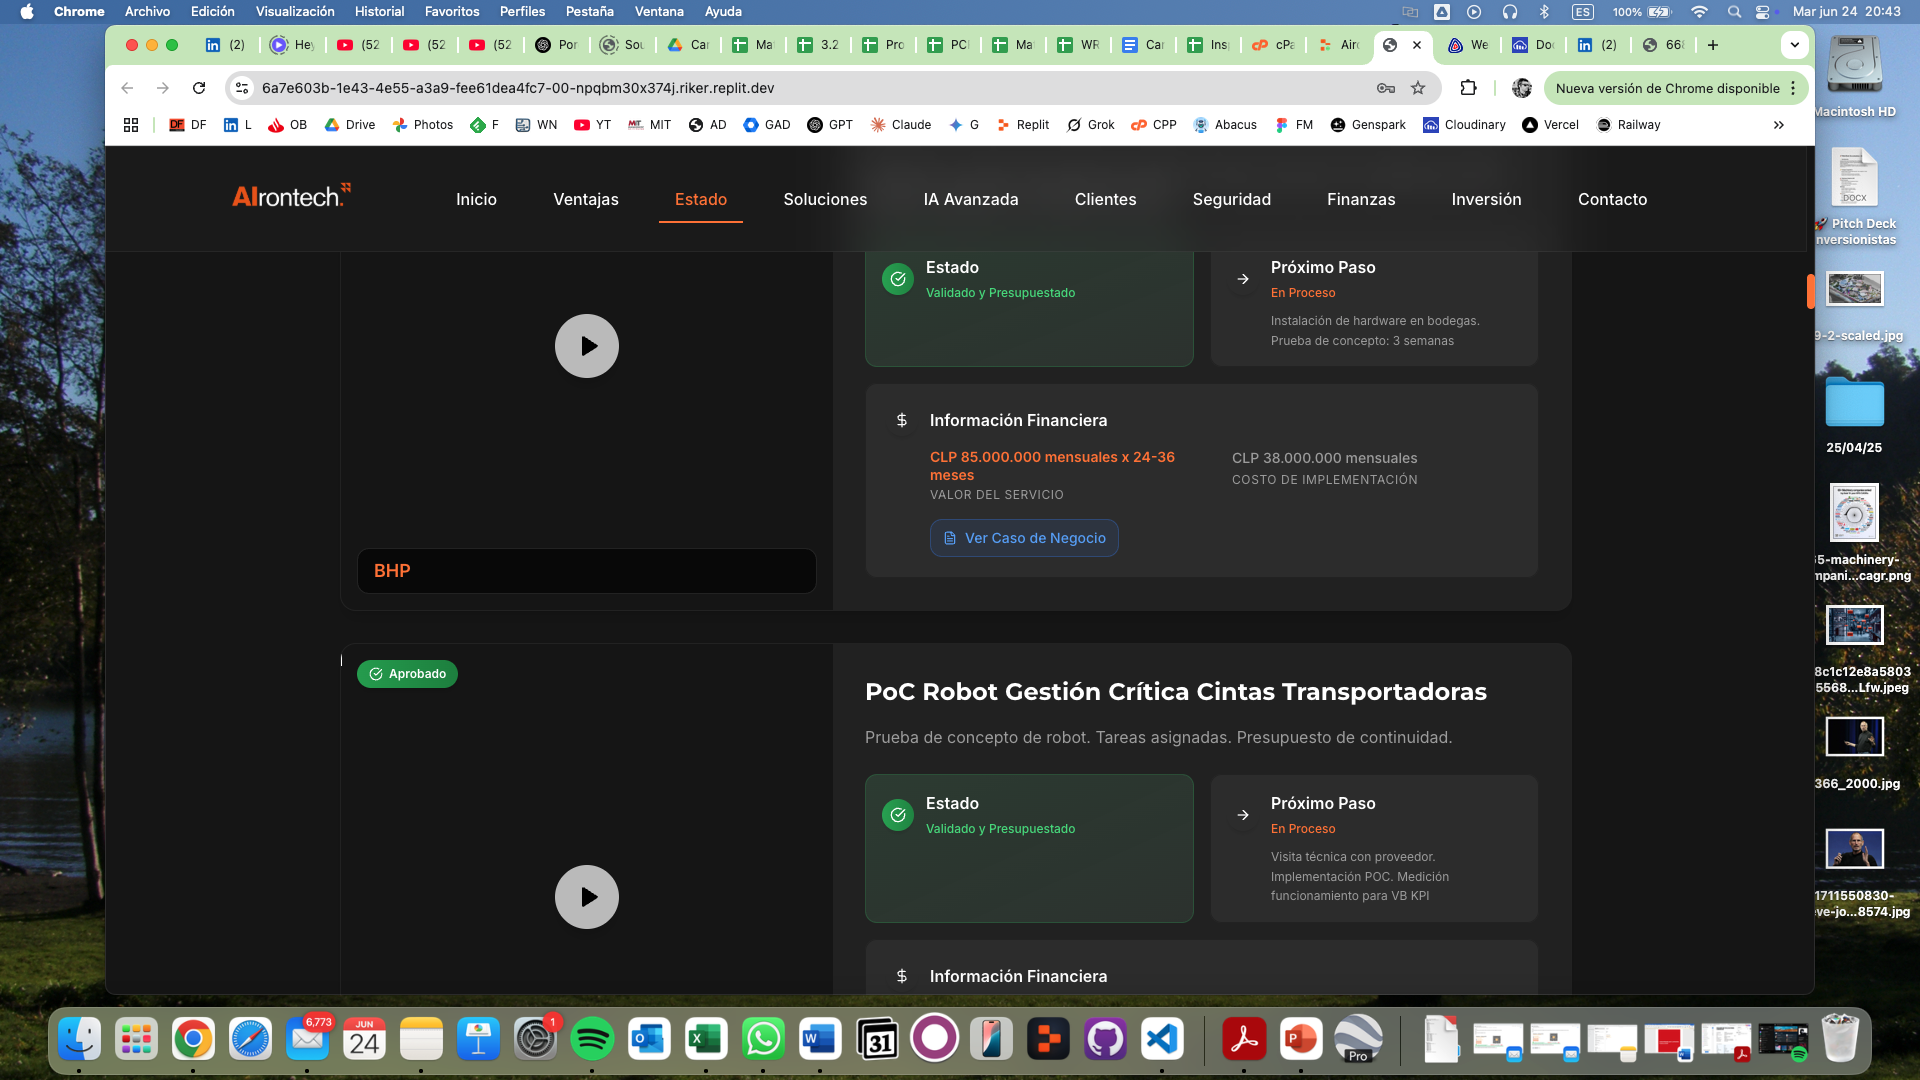 Chrome Archivo Edición Visualización Historial Favoritos Perfiles Pestaña Ventana Ayuda
ES 100% Mar jun 24 20:43
(2) He (52 (52 (52 Por Sou Car Ma 3.2 Pro PC Ma WR Car Ins cPa Airc We Do (2) 668
6a7e603b-1e43-4e55-a3a9-fee61dea4fc7-00-npqbm30x374j.riker.replit.dev
Nueva versión de Chrome disponible
DF L OB Drive Photos F WN YT MIT AD GAD GPT Claude G Replit Grok CPP Abacus FM Genspark Cloudinary Vercel Railway
AIrontech.
Inicio Ventajas Estado Soluciones IA Avanzada Clientes Seguridad Finanzas Inversión Contacto
Estado
Validado y Presupuestado
Próximo Paso
En Proceso
Instalación de hardware en bodegas.
Prueba de concepto: 3 semanas
$ Información Financiera
CLP 85.000.000 mensuales x 24-36
meses
VALOR DEL SERVICIO
CLP 38.000.000 mensuales
COSTO DE IMPLEMENTACIÓN
Ver Caso de Negocio
BHP
Aprobado
PoC Robot Gestión Crítica Cintas Transportadoras
Prueba de concepto de robot. Tareas asignadas. Presupuesto de continuidad.
Estado
Validado y Presupuestado
Próximo Paso
En Proceso
Visita técnica con proveedor.
Implementación POC. Medición
funcionamiento para VB KPI
$ Información Financiera
Macintosh HD
DOCX
Pitch Deck
nversionistas
9-2-scaled.jpg
25/04/25
55-machinery-
mpani...cagr.png
8c1c12e8a5803
5568...Lfw.jpeg
366_2000.jpg
1711550830-
eve-jo...8574.jpg
6,773
JUN
24
1
31
Pro